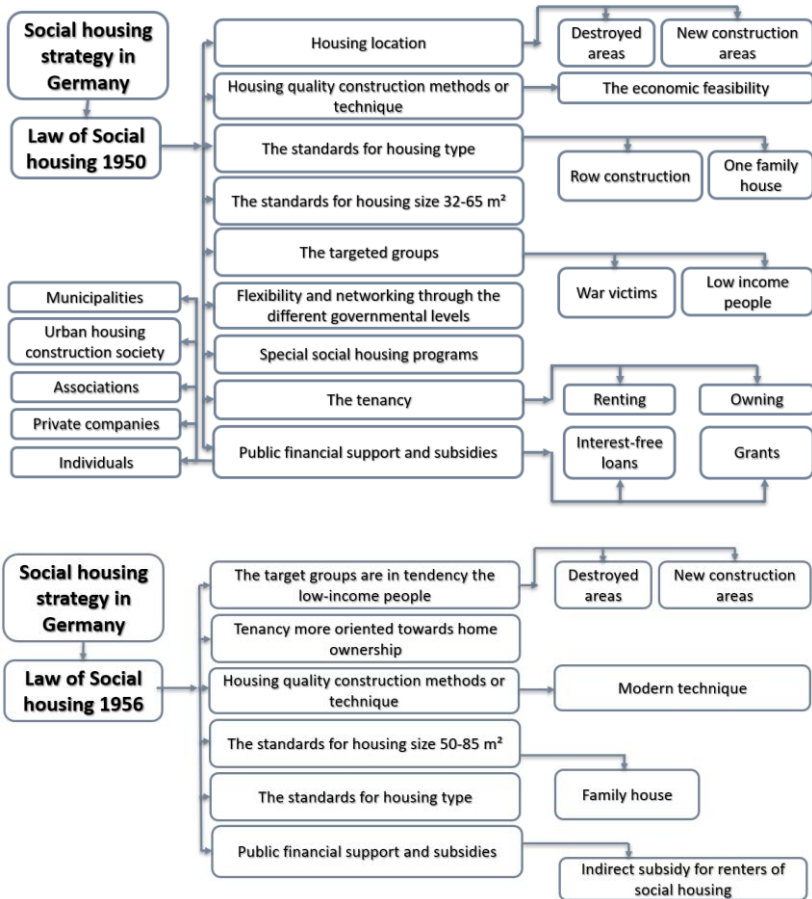 Social housing
strategy in
Germany
Law of Social
housing 1950
Housing location
Destroyed
areas
New construction
areas
Housing quality construction methods or
technique
The economic feasibility
The standards for housing type
Row construction
One family
house
The standards for housing size 32-65 m²
The targeted groups
War victims
Low income
people
Flexibility and networking through the
different governmental levels
Special social housing programs
The tenancy
Renting
Owning
Public financial support and subsidies
Interest-free
loans
Grants
Municipalities
Urban housing
construction society
Associations
Private companies
Individuals
Social housing
strategy in
Germany
Law of Social
housing 1956
The target groups are in tendency the
low-income people
Destroyed
areas
New construction
areas
Tenancy more oriented towards home
ownership
Housing quality construction methods or
technique
Modern technique
The standards for housing size 50-85 m²
Family house
The standards for housing type
Public financial support and subsidies
Indirect subsidy for renters of
social housing